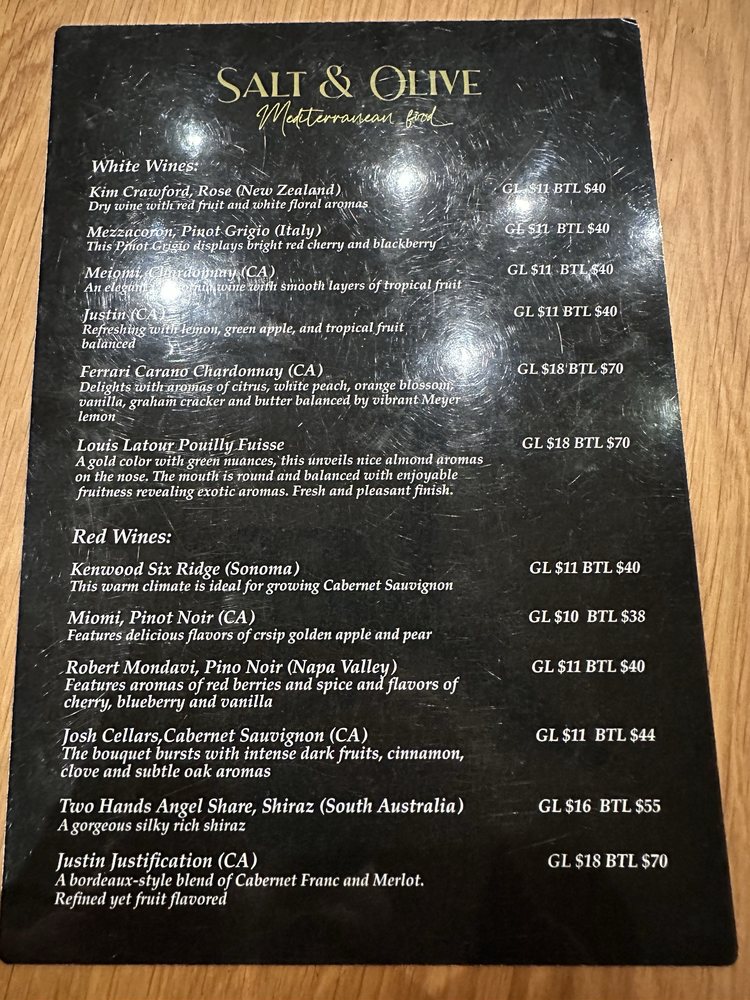 SALT & OLIVE
Mediterranean food
White Wines:
Kim Crawford, Rose (New Zealand) GL $11 BTL $40
Dry wine with red fruit and white floral aromas
Mezzacoron, Pinot Grigio (Italy) GL $11 BTL $40
This Pinot Grigio displays bright red cherry and blackberry
Meiomi, Chardonnay (CA) GL $11 BTL $40
An elegant California wine with smooth layers of tropical fruit
Justin (CA) GL $11 BTL $40
Refreshing with lemon, green apple, and tropical fruit
balanced
Ferrari Carano Chardonnay (CA) GL $18 BTL $70
Delights with aromas of citrus, white peach, orange blossom,
vanilla, graham cracker and butter balanced by vibrant Meyer
lemon
Louis Latour Pouilly Fuisse GL $18 BTL $70
A gold color with green nuances, this unveils nice almond aromas
on the nose. The mouth is round and balanced with enjoyable
fruitness revealing exotic aromas. Fresh and pleasant finish.
Red Wines:
Kenwood Six Ridge (Sonoma) GL $11 BTL $40
This warm climate is ideal for growing Cabernet Sauvignon
Miomi, Pinot Noir (CA) GL $10 BTL $38
Features delicious flavors of crsip golden apple and pear
Robert Mondavi, Pino Noir (Napa Valley) GL $11 BTL $40
Features aromas of red berries and spice and flavors of
cherry, blueberry and vanilla
Josh Cellars,Cabernet Sauvignon (CA) GL $11 BTL $44
The bouquet bursts with intense dark fruits, cinnamon,
clove and subtle oak aromas
Two Hands Angel Share, Shiraz (South Australia) GL $16 BTL $55
A gorgeous silky rich shiraz
Justin Justification (CA) GL $18 BTL $70
A bordeaux-style blend of Cabernet Franc and Merlot.
Refined yet fruit flavored